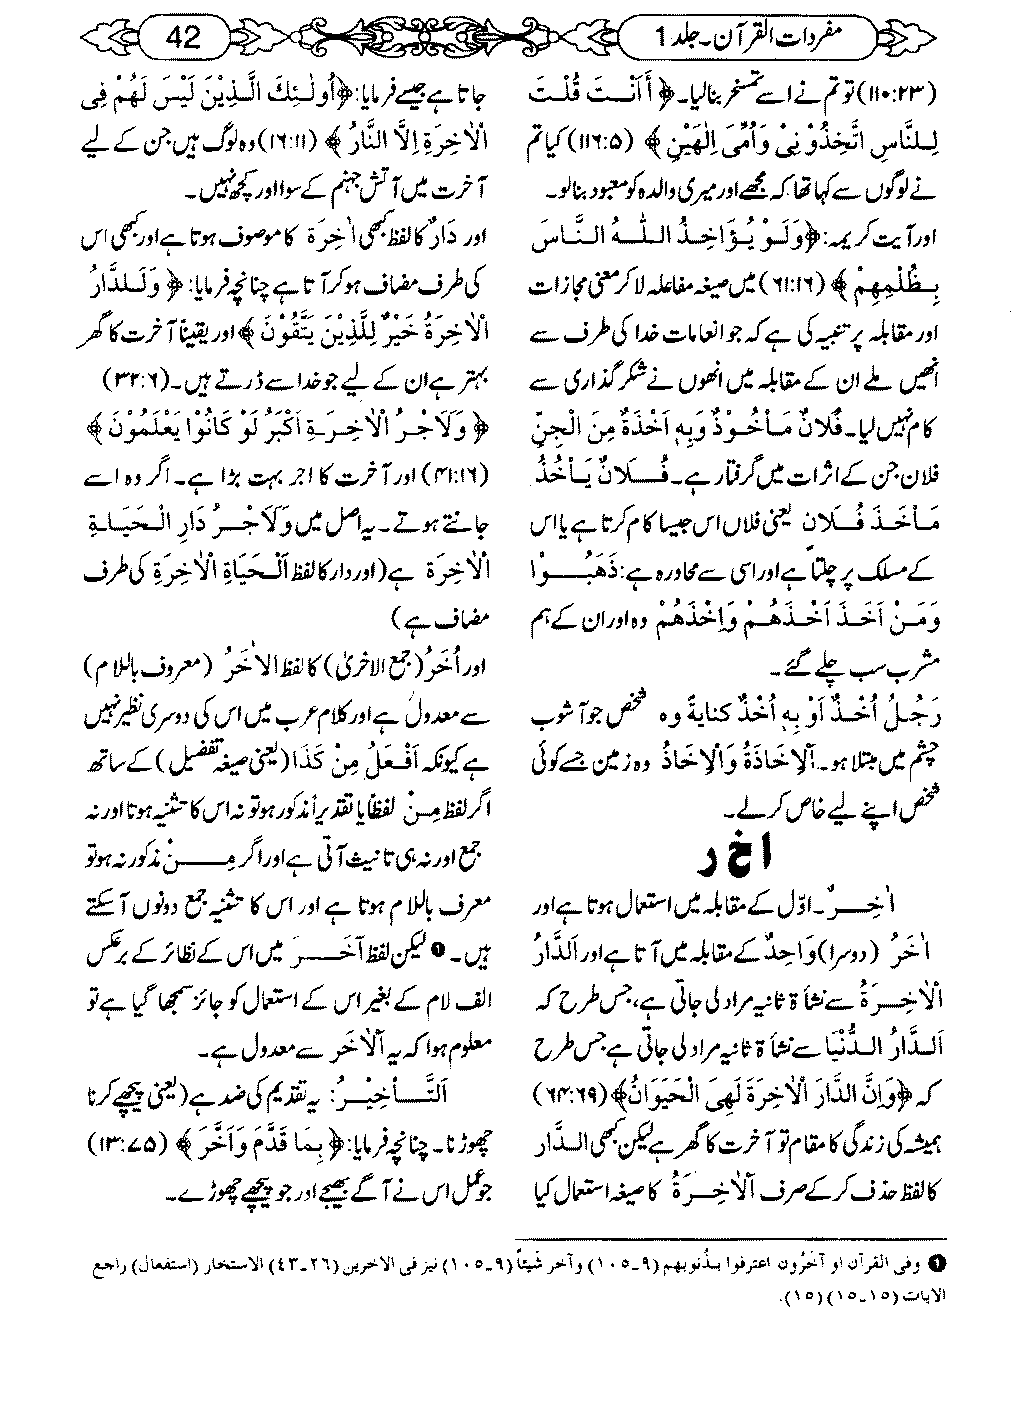 مفردات القرآن۔ جلد 1
42
(۲۳:۱۱۰) تو تم نے اسے تمسخر بنالیا۔ ﴿أَأَنْتَ قُلْتَ
لِلنَّاسِ اتَّخِذُوْنِیْ وَأُمِّیَ اِلٰھَیْنِ﴾ (۵:۱۱۶) کیا تم
نے لوگوں سے کہا تھا کہ مجھے اور میری والدہ کو معبود بنالو۔
اور آیت کریمہ: ﴿وَلَوْ یُؤَاخِذُ اللّٰہُ النَّاسَ
بِظُلْمِھِمْ﴾ (۱۶:۶۱) میں صیغہ مفاعلہ لا کر معنی مجازات
اور مقابلہ پر تنبیہ کی ہے کہ جو انعامات خدا کی طرف سے
انھیں ملے ان کے مقابلہ میں انھوں نے شکر گذاری سے
کام نہیں لیا۔ فُلَانٌ مَأْخُوْذٌ وَبِہٖ اَخْذَۃٌ مِنَ الْجِنِّ
فلاں جن کے اثرات میں گرفتار ہے۔ فُلَانٌ یَأْخُذُ
مَأْخَذَ فُلَان یعنی فلاں اس جیسا کام کرتا ہے یا اس
کے مسلک پر چلتا ہے اور اسی سے محاورہ ہے: ذَھَبُوْا
وَمَنْ اَخَذَ اَخْذَھُمْ وَاِخْذَھُمْ وہ اور ان کے ہم
مشرب سب چلے گئے۔
رَجُلٌ أُخُذٌ اَوْ بِہٖ اُخُذٌ کنایۃً وہ شخص جو آشوب
چشم میں مبتلا ہو۔ اَلْاِخَاذَۃُ وَالْاِخَاذُ وہ زمین جسے کوئی
شخص اپنے لیے خاص کرلے۔
اخ ر
اٰخِرٌ۔ اوّل کے مقابلہ میں استعمال ہوتا ہے اور
اٰخَرُ (دوسرا) وَاحِدٌ کے مقابلہ میں آتا ہے اور اَلدَّارُ
الْاٰخِرَۃُ سے نشاۃ ثانیہ مراد لی جاتی ہے، جس طرح کہ
اَلدَّارُ الدُّنْیَا سے نشاۃ ثانیہ مراد لی جاتی ہے جس طرح
کہ ﴿وَاِنَّ الدَّارَ الْاٰخِرَۃَ لَھِیَ الْحَیَوَانُ﴾ (۶۹:۶۴)
ہمیشہ کی زندگی کا مقام تو آخرت کا گھر ہے لیکن کبھی الدَّار
کا لفظ حذف کرکے صرف اَلْاٰخِرَۃُ کا صیغہ استعمال کیا
جاتا ہے جیسے فرمایا: ﴿أُولٰئِکَ الَّذِیْنَ لَیْسَ لَھُمْ فِی
الْاٰخِرَۃِ اِلَّا النَّارُ﴾ (۱۱:۱۶) وہ لوگ ہیں جن کے لیے
آخرت میں آتش جہنم کے سوا اور کچھ نہیں۔
اور دَارٌ کا لفظ کبھی اٰخِرَۃ کا موصوف ہوتا ہے اور کبھی اس
کی طرف مضاف ہوکر آتا ہے چنانچہ فرمایا: ﴿وَلَلدَّارُ
الْاٰخِرَۃُ خَیْرٌ لِلَّذِیْنَ یَتَّقُوْنَ﴾ اور یقیناً آخرت کا گھر
بہتر ہے ان کے لیے جو خدا سے ڈرتے ہیں۔ (۶:۳۲)
﴿وَلَاَجْرُ الْاٰخِرَۃِ اَکْبَرُ لَوْ کَانُوْا یَعْلَمُوْنَ﴾
(۱۶:۴۱) اور آخرت کا اجر بہت بڑا ہے۔ اگر وہ اسے
جانتے ہوتے۔ یہ اصل میں وَلَاَجْرُ دَارِ الْحَیَاۃِ
الْاٰخِرَۃ ہے (اور دار کا لفظ اَلْحَیَاۃِ الْاٰخِرَۃِ کی طرف
مضاف ہے)
اور اُخَرُ (جمع الاخریٰ) کا لفظ الاٰخَرُ (معروف باللام)
سے معدول ہے اور کلام عرب میں اس کی دوسری نظیر نہیں
ہے کیونکہ اَفْعَلُ مِنْ کَذَا (یعنی صیغہ تفضیل) کے ساتھ
اگر لفظ مِنْ لفظاً یا تقدیراً مذکور ہو تو نہ اس کا تثنیہ ہوتا اور نہ
جمع اور نہ ہی تانیث آتی ہے اور اگر مِنْ مذکور نہ ہو تو
معرف باللام ہوتا ہے اور اس کا تثنیہ جمع دونوں آسکتے
ہیں۔❶ لیکن لفظ آخَرَ میں اس کے نظائر کے برعکس
الف لام کے بغیر اس کے استعمال کو جائز سمجھا گیا ہے تو
معلوم ہوا کہ یہ اَلْآخَر سے معدول ہے۔
اَلتَّأْخِیْرُ: یہ تقدیم کی ضد ہے (یعنی پیچھے کرنا
چھوڑنا۔ چنانچہ فرمایا: ﴿بِمَا قَدَّمَ وَاَخَّرَ﴾ (۷۵:۱۳)
جو عمل اس نے آگے بھیجے اور جو پیچھے چھوڑے۔
❶ وفی القرآن او آخَرُون اعترفوا بذُنوبھم (۹۔۱۰۵) وآخر شیئاً (۹۔۱۰۵) نیز فی الاخرین (۲۶۔۴۳) الاستخار (استفعال) راجع
الایات (۱۵۔۱۵) (۱۵).